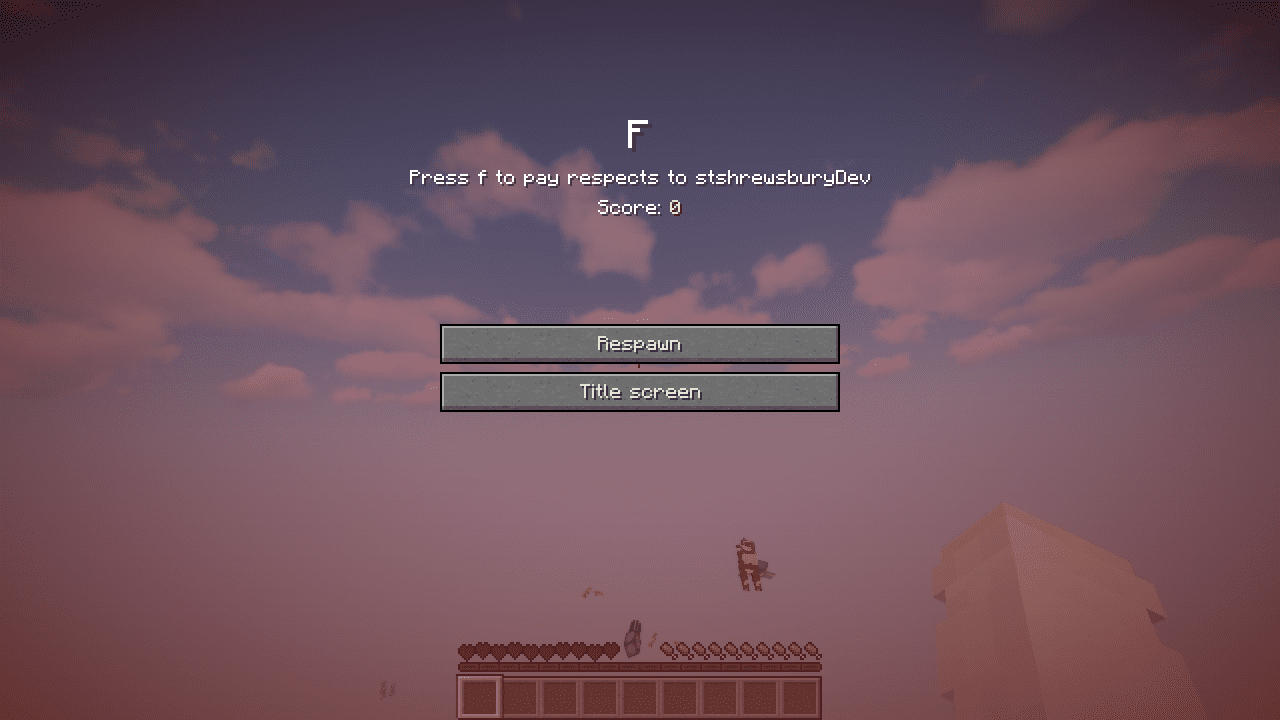 F
Press f to pay respects to stshrewsburyDev
Score: 0
Respawn
Title screen